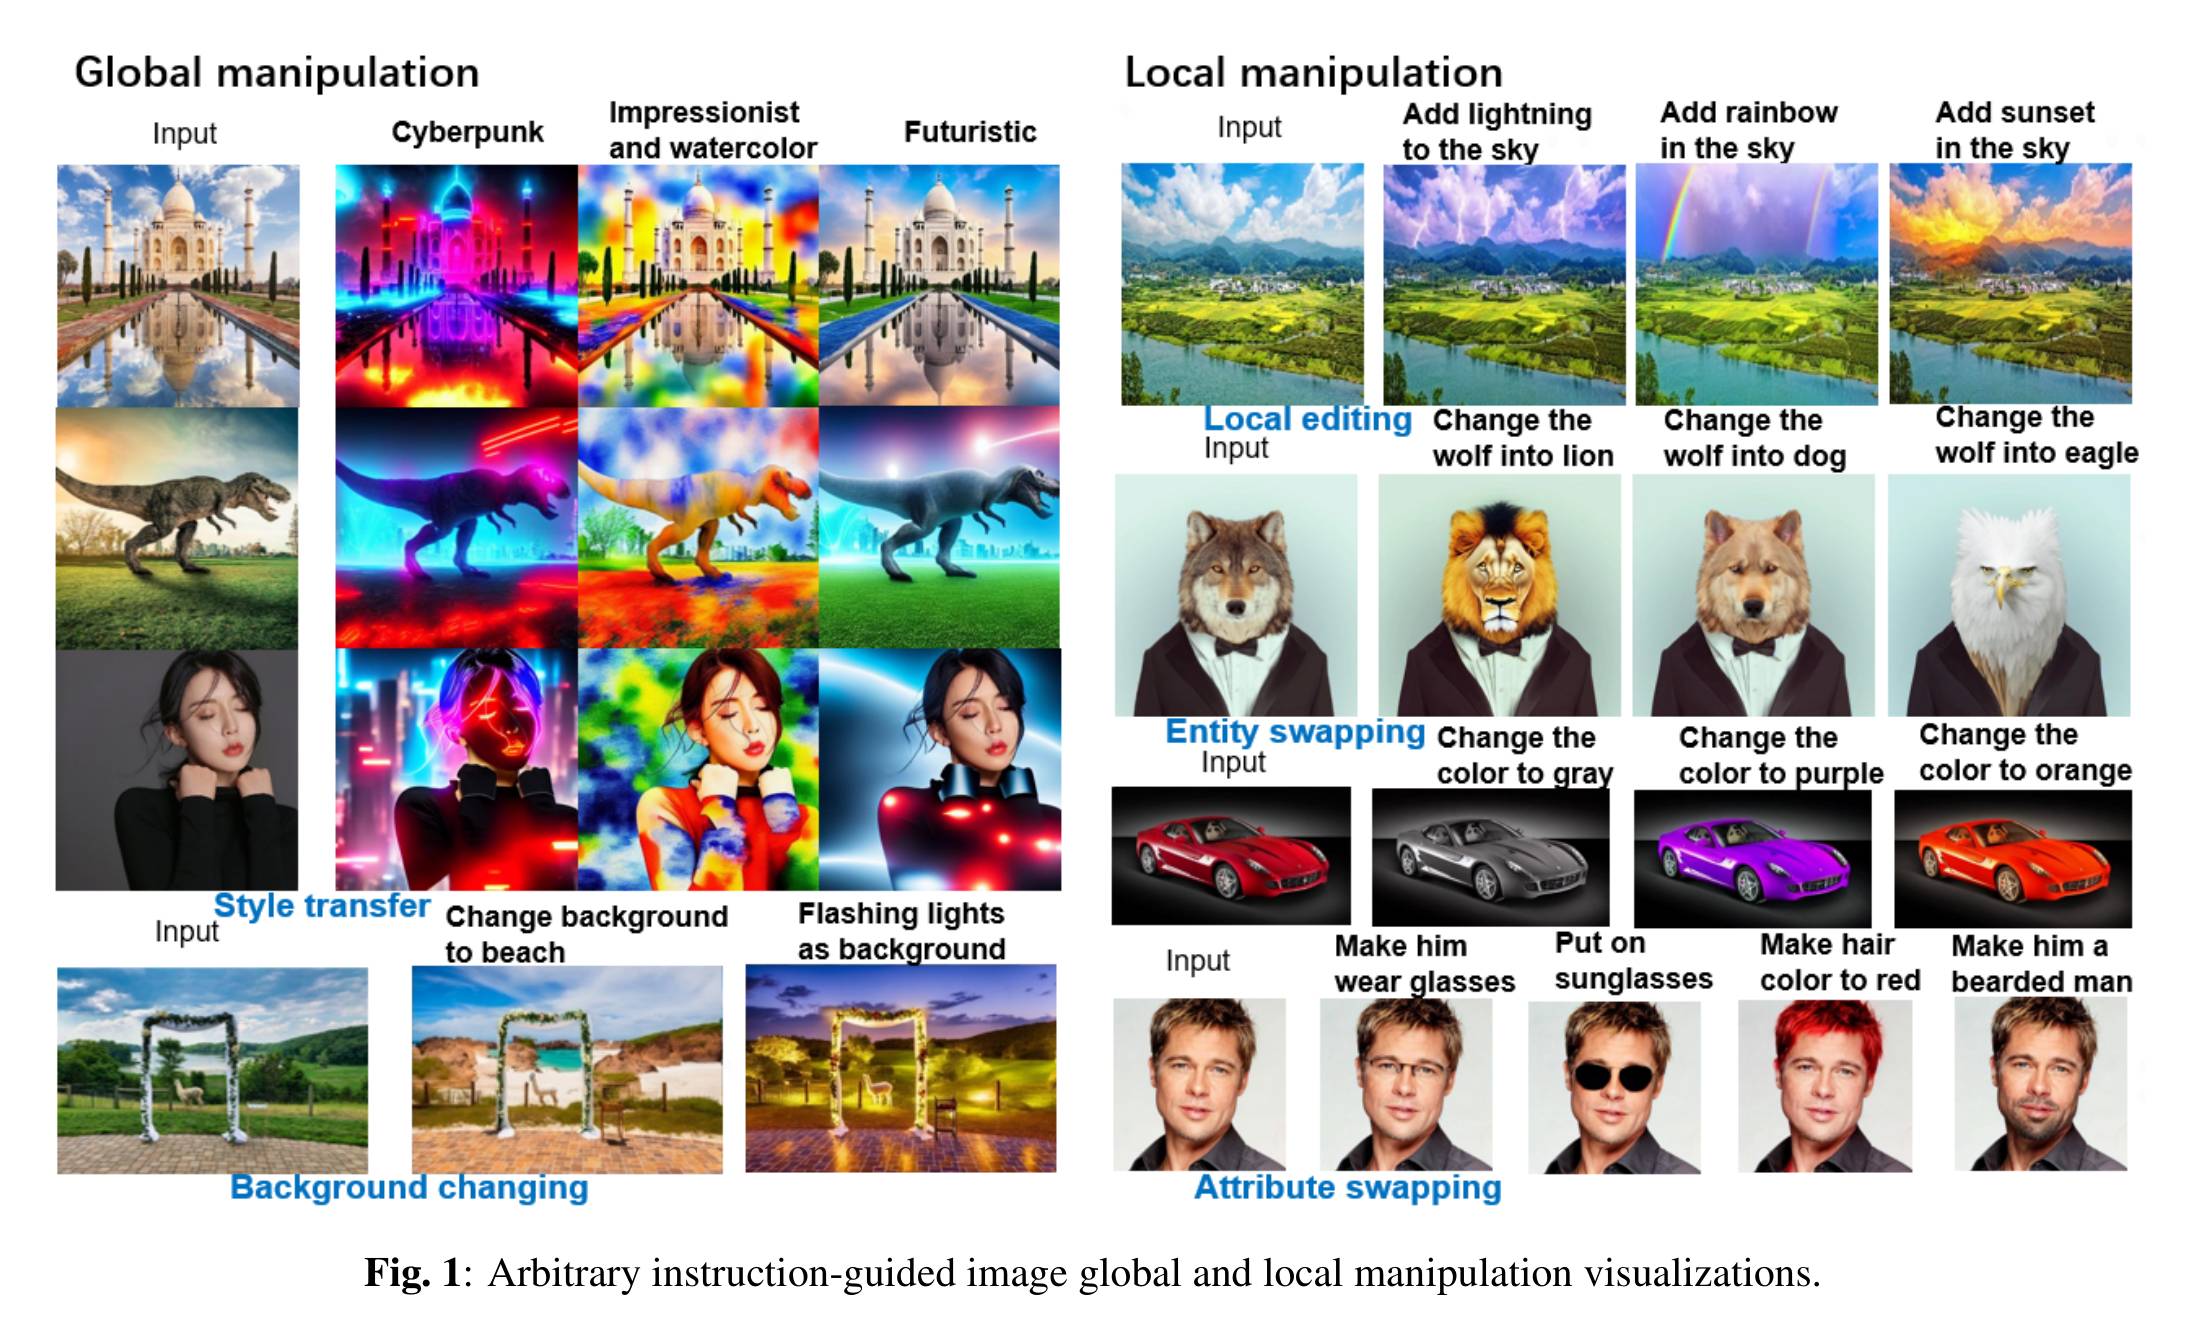 Global manipulation
Input
Cyberpunk
Impressionist
and watercolor
Futuristic
Style transfer
Input
Change background
to beach
Flashing lights
as background
Background changing
Local manipulation
Input
Add lightning
to the sky
Add rainbow
in the sky
Add sunset
in the sky
Local editing
Input
Change the
wolf into lion
Change the
wolf into dog
Change the
wolf into eagle
Entity swapping
Input
Change the
color to gray
Change the
color to purple
Change the
color to orange
Input
Make him
wear glasses
Put on
sunglasses
Make hair
color to red
Make him a
bearded man
Attribute swapping
Fig. 1: Arbitrary instruction-guided image global and local manipulation visualizations.